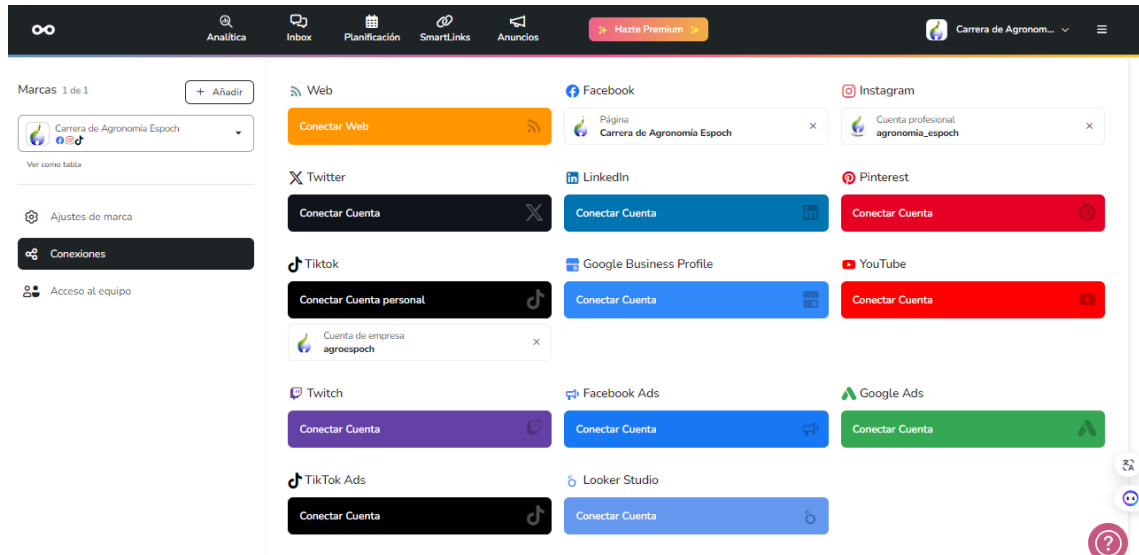 Analítica
Inbox
Planificación
SmartLinks
Anuncios
Hazte Premium
Carrera de Agronom...
Marcas 1 de 1
+ Añadir
Carrera de Agronomía Espoch
Ver como tabla
Ajustes de marca
Conexiones
Acceso al equipo
Web
Conectar Web
Facebook
Página
Carrera de Agronomía Espoch
Instagram
Cuenta profesional
agronomia_espoch
Twitter
Conectar Cuenta
LinkedIn
Conectar Cuenta
Pinterest
Conectar Cuenta
Tiktok
Conectar Cuenta personal
Cuenta de empresa
agroespoch
Google Business Profile
Conectar Cuenta
YouTube
Conectar Cuenta
Twitch
Conectar Cuenta
Facebook Ads
Conectar Cuenta
Google Ads
Conectar Cuenta
TikTok Ads
Conectar Cuenta
Looker Studio
Conectar Cuenta